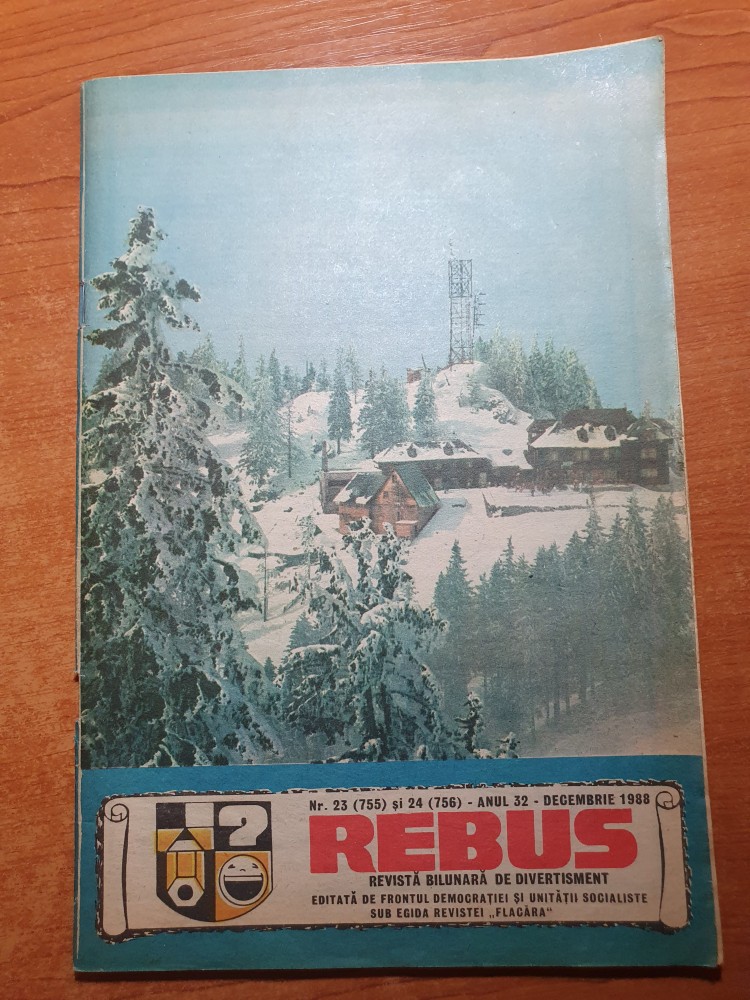 Nr. 23 (755) și 24 (756) - ANUL 32 - DECEMBRIE 1988
REBUS
REVISTĂ BILUNARĂ DE DIVERTISMENT
EDITATĂ DE FRONTUL DEMOCRAȚIEI ȘI UNITĂȚII SOCIALISTE
SUB EGIDA REVISTEI „FLACĂRA"